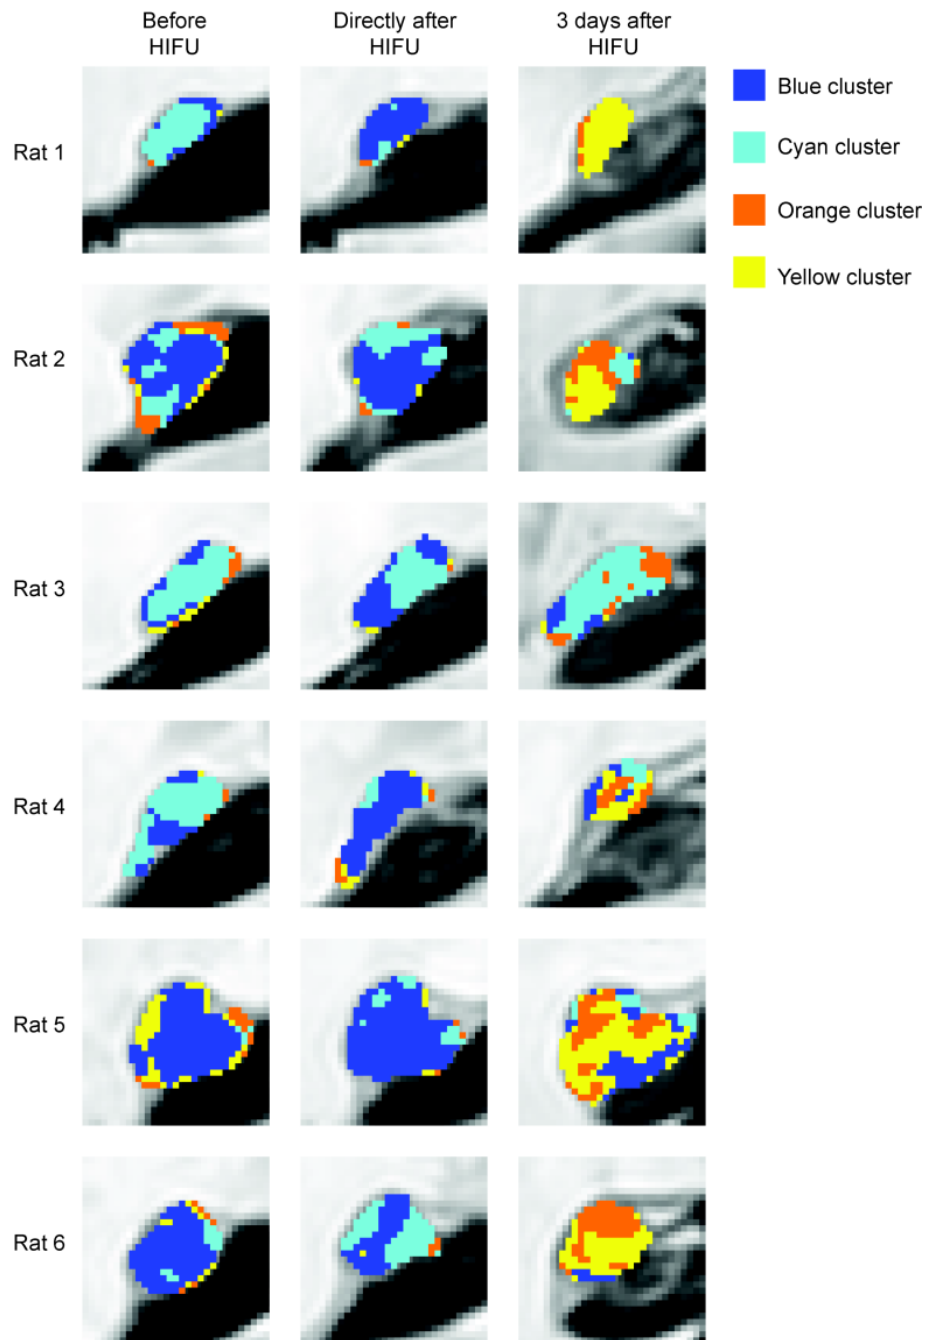 Before
HIFU
Directly after
HIFU
3 days after
HIFU
Blue cluster
Cyan cluster
Orange cluster
Yellow cluster
Rat 1
Rat 2
Rat 3
Rat 4
Rat 5
Rat 6